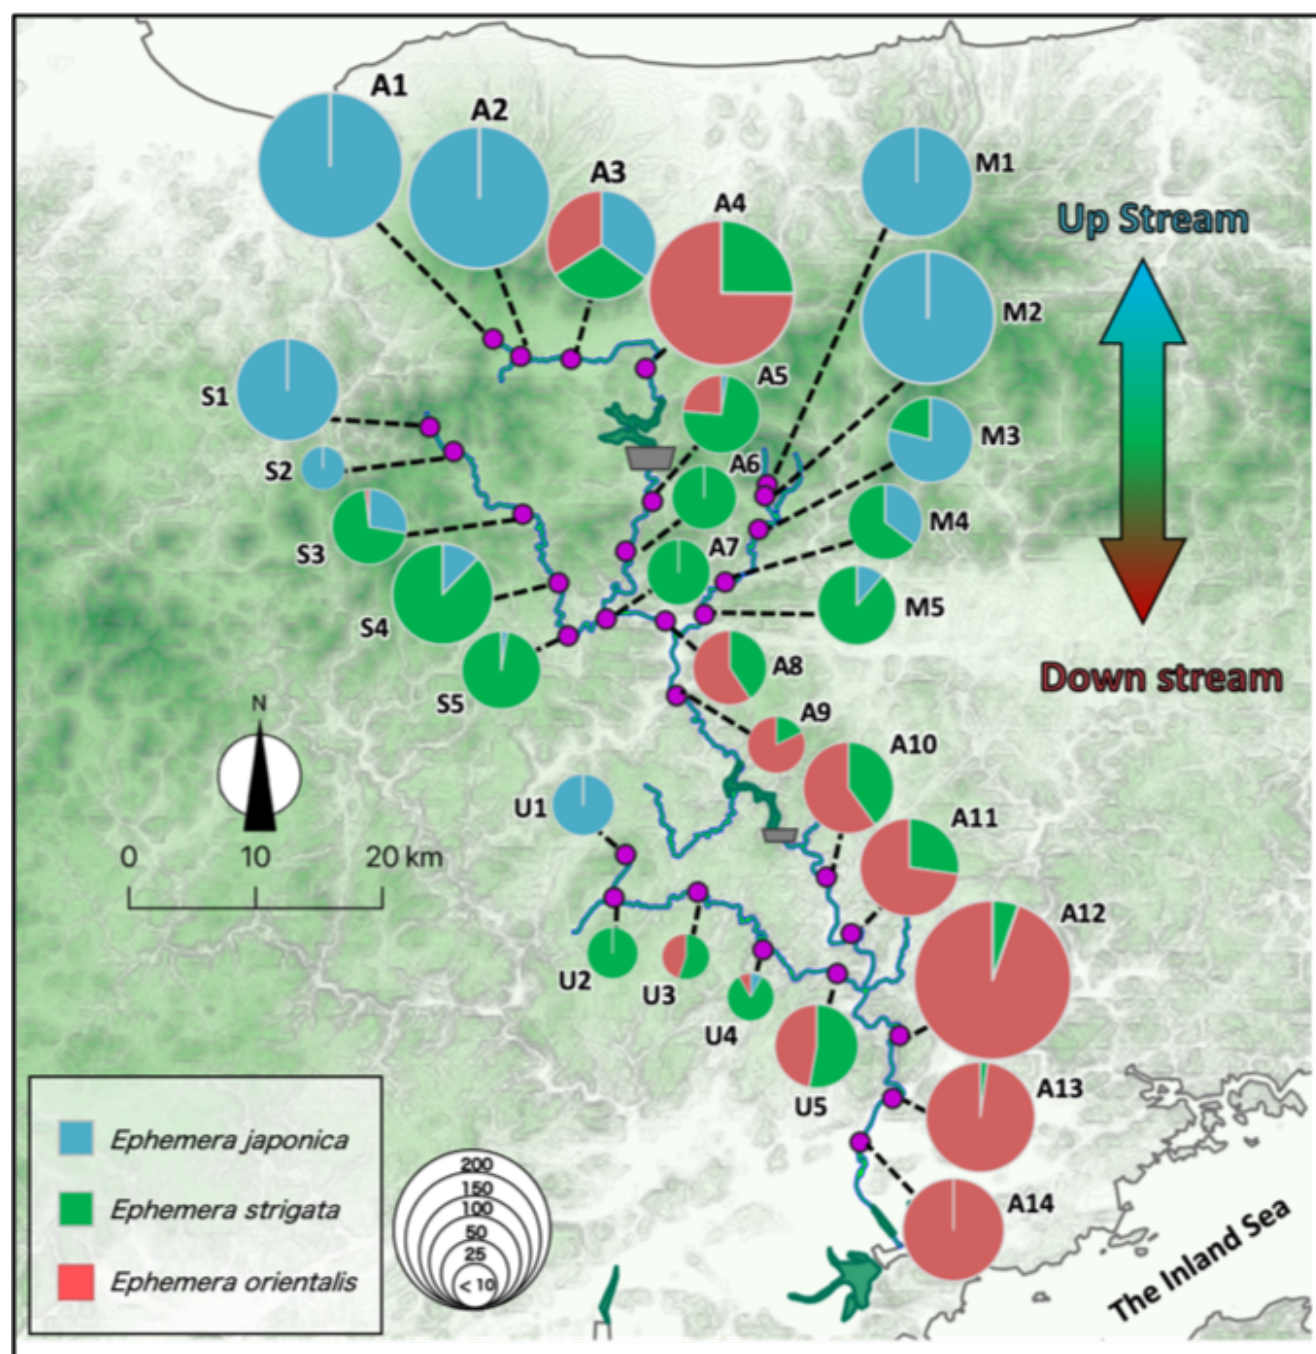 A1
A2
A3
A4
M1
Up Stream
M2
S1
A5
M3
S2
A6
M4
S3
A7
M5
S4
A8
Down stream
S5
N
A9
A10
U1
A11
0 10 20 km
A12
U2
U3
U4
A13
U5
A14
Ephemera japonica
Ephemera strigata
Ephemera orientalis
200
150
100
50
25
< 10
The Inland Sea